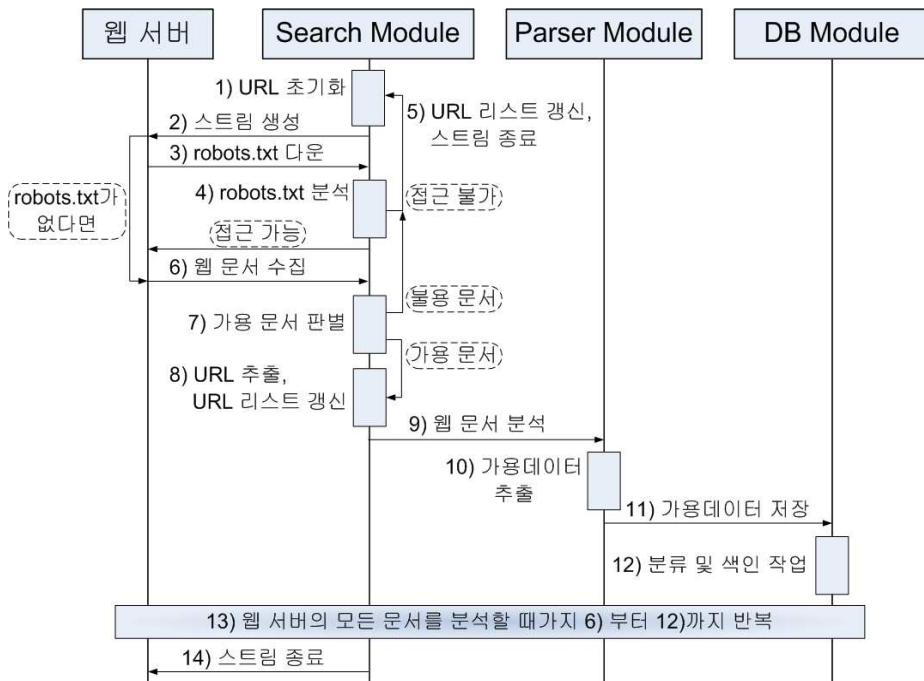 웹 서버
Search Module
Parser Module
DB Module
1) URL 초기화
5) URL 리스트 갱신,
스트림 종료
2) 스트림 생성
3) robots.txt 다운
robots.txt가
없다면
4) robots.txt 분석
접근 불가
접근 가능
6) 웹 문서 수집
불용 문서
7) 가용 문서 판별
가용 문서
8) URL 추출,
URL 리스트 갱신
9) 웹 문서 분석
10) 가용데이터
추출
11) 가용데이터 저장
12) 분류 및 색인 작업
13) 웹 서버의 모든 문서를 분석할 때가지 6) 부터 12)까지 반복
14) 스트림 종료